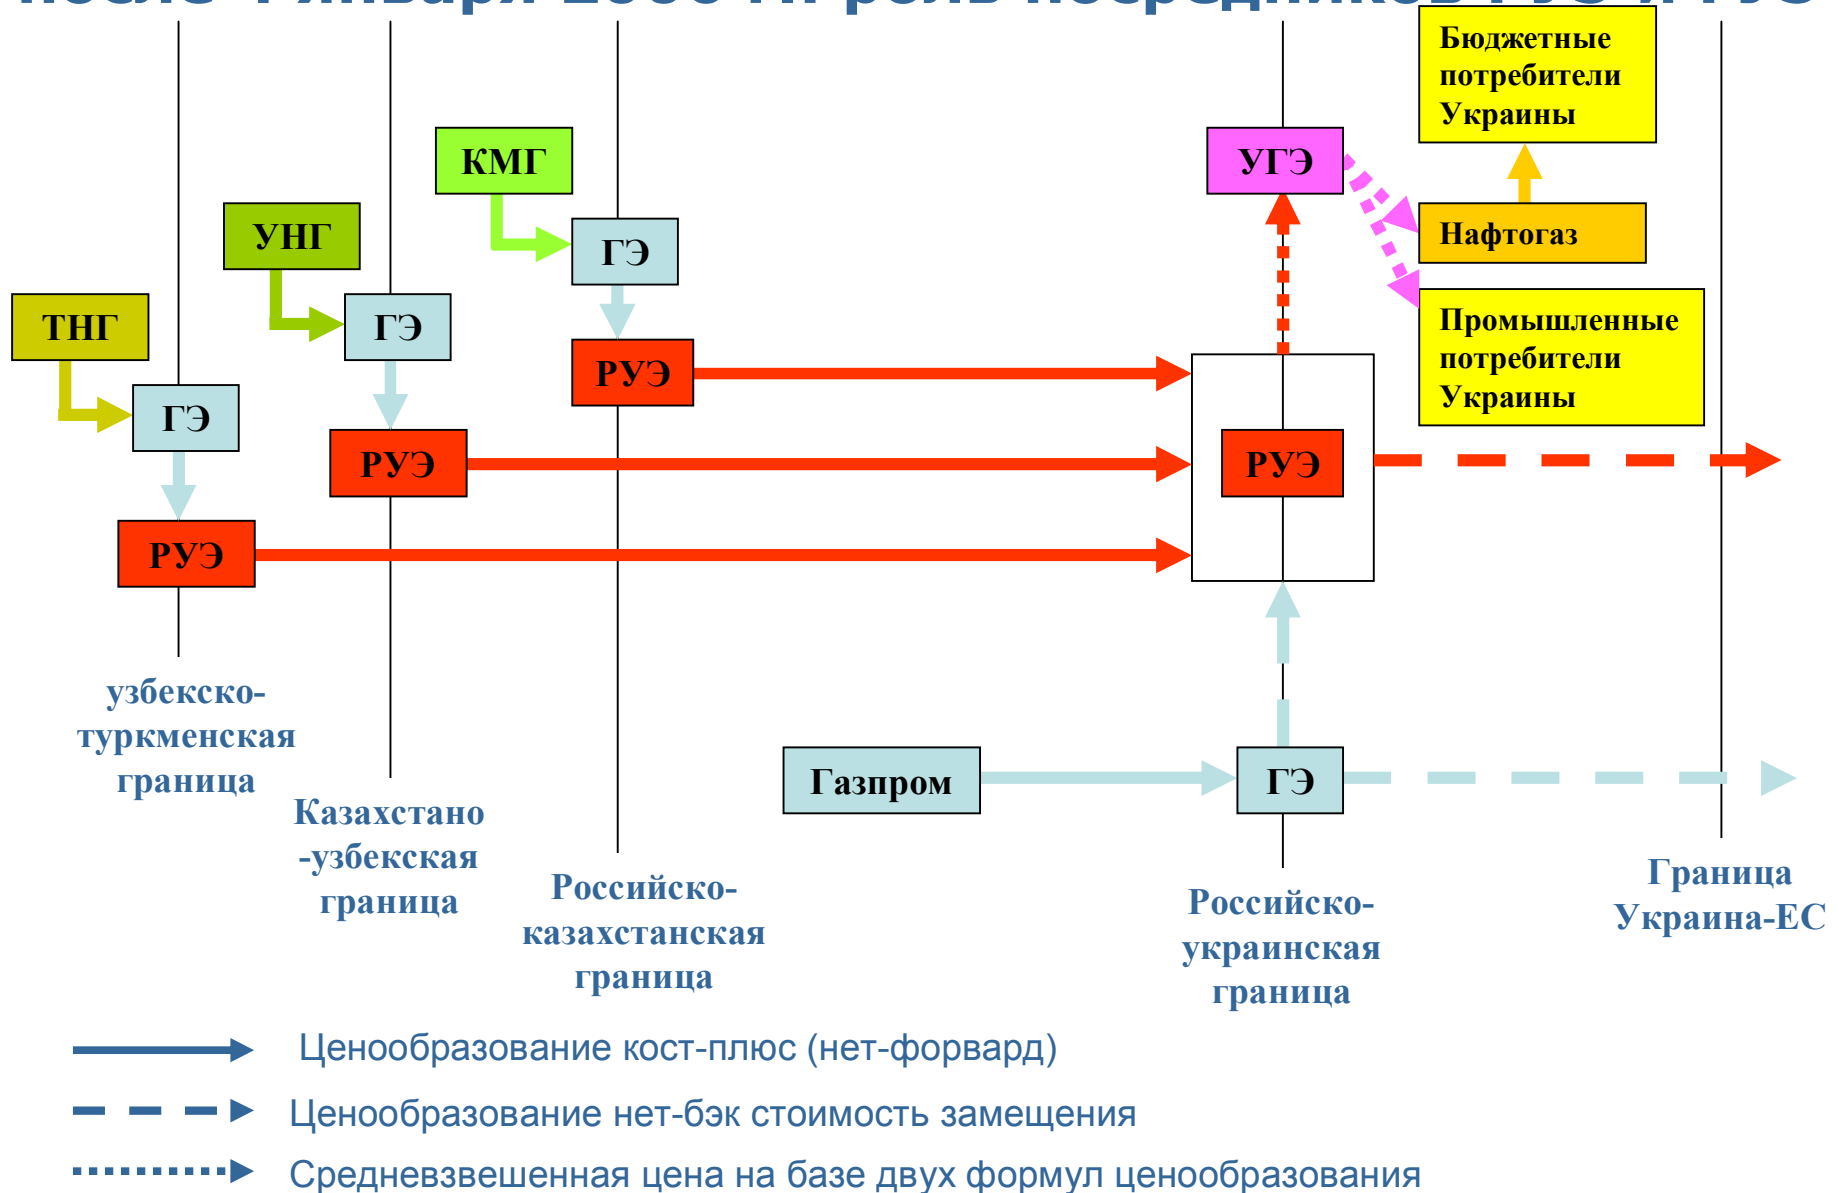 Бюджетные
потребители
Украины
КМГ
УГЭ
УНГ
ГЭ
Нафтогаз
ТНГ
ГЭ
Промышленные
потребители
Украины
РУЭ
ГЭ
РУЭ
РУЭ
РУЭ
узбекско-
туркменская
граница
Газпром
ГЭ
Казахстано
-узбекская
граница
Российско-
казахстанская
граница
Российско-
украинская
граница
Граница
Украина-ЕС
Ценообразование кост-плюс (нет-форвард)
Ценообразование нет-бэк стоимость замещения
Средневзвешенная цена на базе двух формул ценообразования